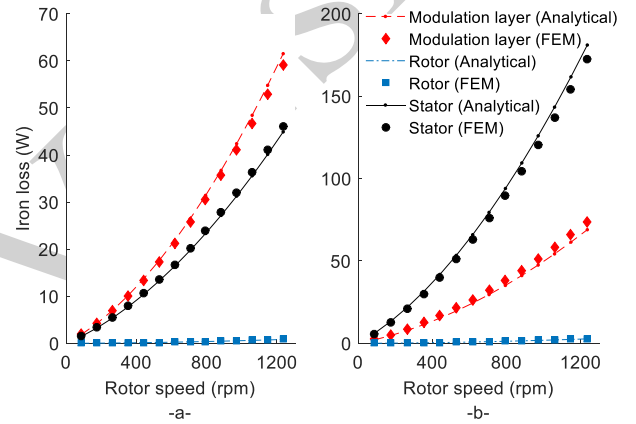 Iron loss (W)
70
60
50
40
30
20
10
0
0 400 800 1200
Rotor speed (rpm)
-a-
200
150
100
50
0
0 400 800 1200
Rotor speed (rpm)
-b-
Modulation layer (Analytical)
Modulation layer (FEM)
Rotor (Analytical)
Rotor (FEM)
Stator (Analytical)
Stator (FEM)